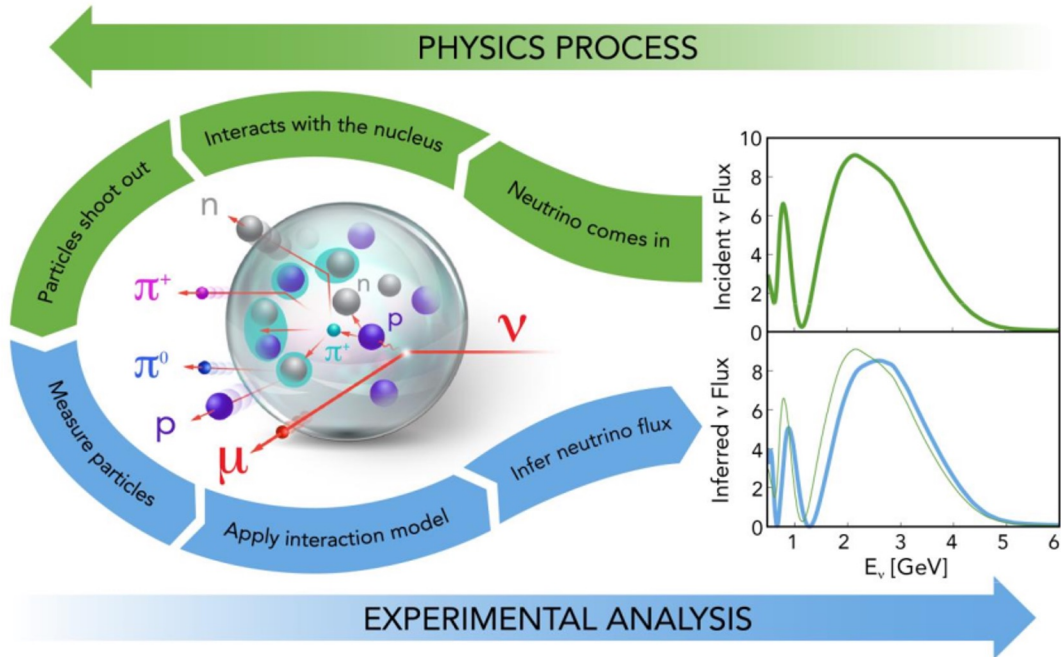 PHYSICS PROCESS
Neutrino comes in
Interacts with the nucleus
Particles shoot out
Measure particles
Apply interaction model
Infer neutrino flux
n
π⁺
π⁰
p
μ
n
p
π⁺
ν
Incident ν Flux
10
8
6
4
2
0
Inferred ν Flux
8
6
4
2
0
1 2 3 4 5 6
Eᵥ [GeV]
EXPERIMENTAL ANALYSIS